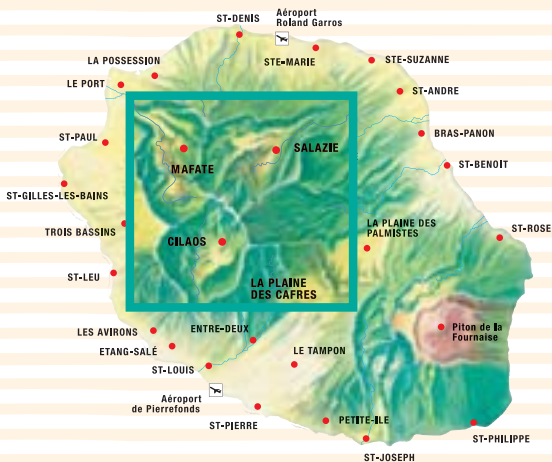 ST-DENIS
Aéroport
Roland Garros
LA POSSESSION
STE-MARIE
STE-SUZANNE
LE PORT
ST-ANDRE
ST-PAUL
BRAS-PANON
MAFATE
SALAZIE
ST-BENOIT
ST-GILLES-LES-BAINS
TROIS BASSINS
LA PLAINE DES
PALMISTES
ST-ROSE
CILAOS
ST-LEU
LA PLAINE
DES CAFRES
LES AVIRONS
ENTRE-DEUX
Piton de la
Fournaise
ETANG-SALÉ
LE TAMPON
ST-LOUIS
Aéroport
de Pierrefonds
ST-PIERRE
PETITE-ILE
ST-PHILIPPE
ST-JOSEPH